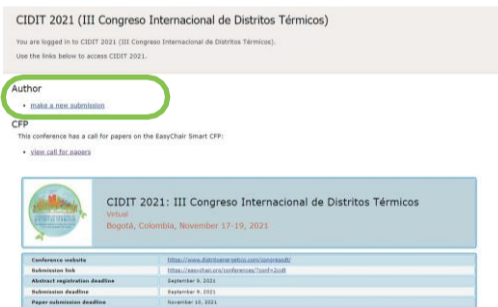 CIDIT 2021 (III Congreso Internacional de Distritos Térmicos)
You are logged in to CIDIT 2021 (III Congreso Internacional de Distritos Térmicos).
Use the links below to access CIDIT 2021.
Author
make a new submission
CFP
This conference has a call for papers on the EasyChair Smart CFP:
view call for papers
CIDIT 2021: III Congreso Internacional de Distritos Térmicos
Virtual
Bogotá, Colombia, November 17-19, 2021
Conference website
Submission link
Abstract registration deadline September 9, 2021
Submission deadline September 9, 2021
Paper submission deadline November 10, 2021